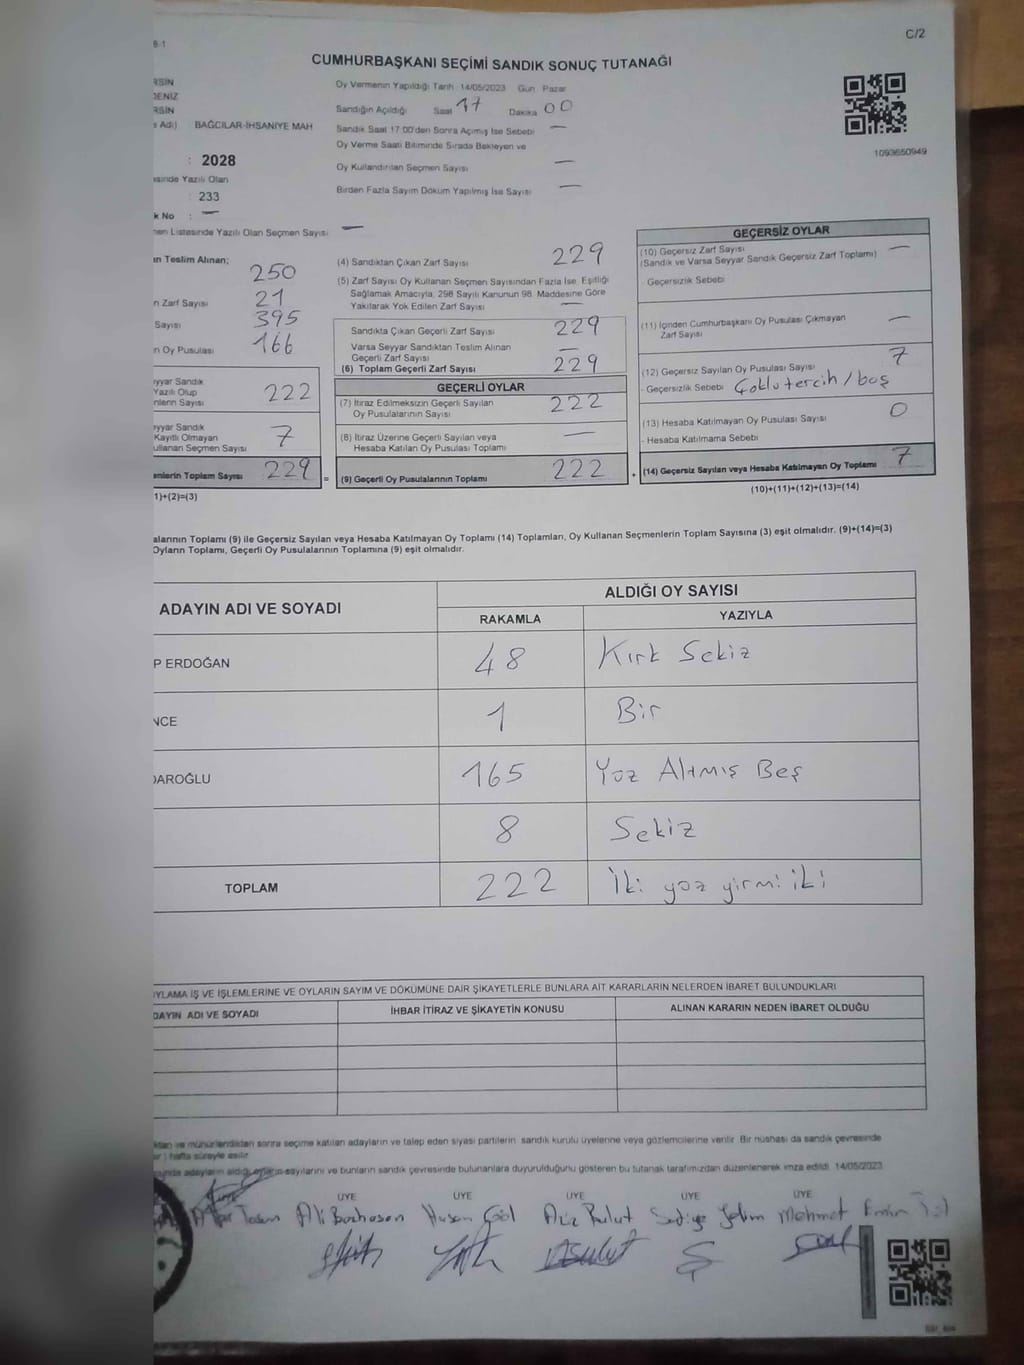 C/2
CUMHURBAŞKANI SEÇİMİ SANDIK SONUÇ TUTANAĞI
RSİN
DENİZ
RSİN
Adı) BAĞCILAR-İHSANİYE MAH
: 2028
sinde Yazılı Olan
: 233
k No : —
men Listesinde Yazılı Olan Seçmen Sayısı —
Oy Vermenin Yapıldığı Tarih : 14/05/2023 Gün Pazar
Sandığın Açıldığı Saat 17 Dakika 00
Sandık Saat 17:00'den Sonra Açılmış İse Sebebi —
Oy Verme Saati Bitiminde Sırada Bekleyen ve
Oy Kullandırılan Seçmen Sayısı —
Birden Fazla Sayım Döküm Yapılmış İse Sayısı —
1093650949
ın Teslim Alınan;
250
n Zarf Sayısı 21
Sayısı 395
n Oy Pusulası 166
yyar Sandık
Yazılı Olup
nlerin Sayısı 222
yyar Sandık
Kayıtlı Olmayan
ullanan Seçmen Sayısı 7
enlerin Toplam Sayısı 229 =
1)+(2)=(3)
(4) Sandıktan Çıkan Zarf Sayısı 229
(5) Zarf Sayısı Oy Kullanan Seçmen Sayısından Fazla İse, Eşitliği
Sağlamak Amacıyla, 298 Sayılı Kanunun 98. Maddesine Göre
Yakılarak Yok Edilen Zarf Sayısı —
Sandıkta Çıkan Geçerli Zarf Sayısı 229
Varsa Seyyar Sandıktan Teslim Alınan
Geçerli Zarf Sayısı —
(6) Toplam Geçerli Zarf Sayısı 229
GEÇERLİ OYLAR
(7) İtiraz Edilmeksizin Geçerli Sayılan
Oy Pusulalarının Sayısı 222
(8) İtiraz Üzerine Geçerli Sayılan veya
Hesaba Katılan Oy Pusulası Toplamı —
(9) Geçerli Oy Pusulalarının Toplamı 222 +
GEÇERSİZ OYLAR
(10) Geçersiz Zarf Sayısı —
(Sandık ve Varsa Seyyar Sandık Geçersiz Zarf Toplamı)
- Geçersizlik Sebebi
(11) İçinden Cumhurbaşkanı Oy Pusulası Çıkmayan
Zarf Sayısı —
(12) Geçersiz Sayılan Oy Pusulası Sayısı 7
- Geçersizlik Sebebi Çoklu tercih / boş
(13) Hesaba Katılmayan Oy Pusulası Sayısı 0
- Hesaba Katılmama Sebebi
(14) Geçersiz Sayılan veya Hesaba Katılmayan Oy Toplamı 7
(10)+(11)+(12)+(13)=(14)
alarının Toplamı (9) ile Geçersiz Sayılan veya Hesaba Katılmayan Oy Toplamı (14) Toplamları, Oy Kullanan Seçmenlerin Toplam Sayısına (3) eşit olmalıdır. (9)+(14)=(3)
Oyların Toplamı, Geçerli Oy Pusulalarının Toplamına (9) eşit olmalıdır.
ADAYIN ADI VE SOYADI ALDIĞI OY SAYISI
RAKAMLA YAZIYLA
P ERDOĞAN 48 Kırk Sekiz
NCE 1 Bir
DAROĞLU 165 Yüz Altmış Beş
8 Sekiz
TOPLAM 222 İki yüz yirmi iki
YLAMA İŞ VE İŞLEMLERİNE VE OYLARIN SAYIM VE DÖKÜMÜNE DAİR ŞİKAYETLERLE BUNLARA AİT KARARLARIN NELERDEN İBARET BULUNDUKLARI
DAYIN ADI VE SOYADI İHBAR İTİRAZ VE ŞİKAYETİN KONUSU ALINAN KARARIN NEDEN İBARET OLDUĞU
ve mühürlendikten sonra seçime katılan adayların ve talep eden siyasi partilerin sandık kurulu üyelerine veya gözlemcilerine verilir. Bir nüshası da sandık çevresinde
hafta süreyle asılır.
adayların aldığı oyların sayılarını ve bunların sandık çevresinde bulunanlara duyurulduğunu gösteren bu tutanak tarafımızdan düzenlenerek imza edildi. 14/05/2023
ÜYE ÜYE ÜYE ÜYE ÜYE ÜYE
Ali Hasan Gül Aziz Bulut Mehmet Emin